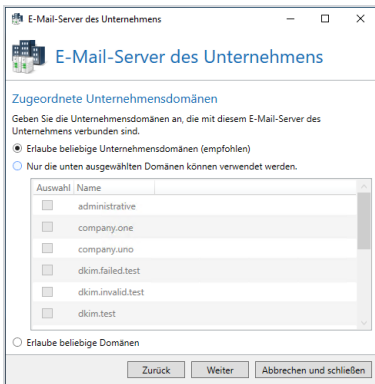 E-Mail-Server des Unternehmens
E-Mail-Server des Unternehmens
Zugeordnete Unternehmensdomänen
Geben Sie die Unternehmensdomänen an, die mit diesem E-Mail-Server des
Unternehmens verbunden sind.
Erlaube beliebige Unternehmensdomänen (empfohlen)
Nur die unten ausgewählten Domänen können verwendet werden.
Auswahl Name
administrative
company.one
company.uno
dkim.failed.test
dkim.invalid.test
dkim.test
Erlaube beliebige Domänen
Zurück Weiter Abbrechen und schließen